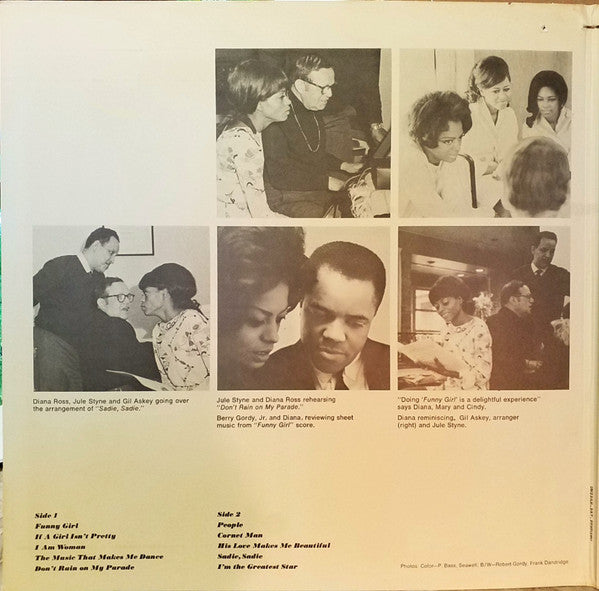 Diana Ross, Jule Styne and Gil Askey going over
the arrangement of "Sadie, Sadie."
Jule Styne and Diana Ross rehearsing
"Don't Rain on My Parade."
Berry Gordy, Jr. and Diana, reviewing sheet
music from "Funny Girl" score.
"Doing 'Funny Girl' is a delightful experience"
says Diana, Mary and Cindy.
Diana reminiscing, Gil Askey, arranger
(right) and Jule Styne.
Side 1
Funny Girl
If A Girl Isn't Pretty
I Am Woman
The Music That Makes Me Dance
Don't Rain on My Parade
Side 2
People
Cornet Man
His Love Makes Me Beautiful
Sadie, Sadie
I'm the Greatest Star
Photos: Color—P. Bass, Seawell; B/W—Robert Gordy, Frank Dandridge